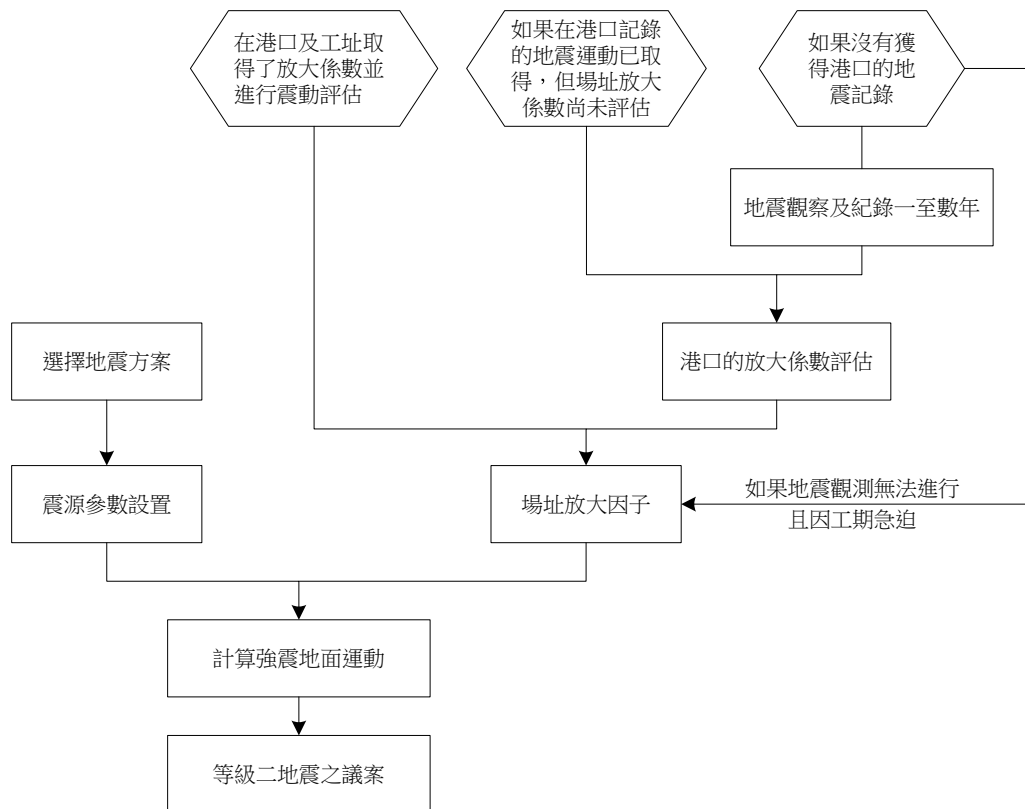 在港口及工址取
得了放大係數並
進行震動評估
如果在港口記錄
的地震運動已取
得，但場址放大
係數尚未評估
如果沒有獲
得港口的地
震記錄
地震觀察及紀錄一至數年
選擇地震方案
港口的放大係數評估
震源參數設置
場址放大因子
如果地震觀測無法進行
且因工期急迫
計算強震地面運動
等級二地震之議案